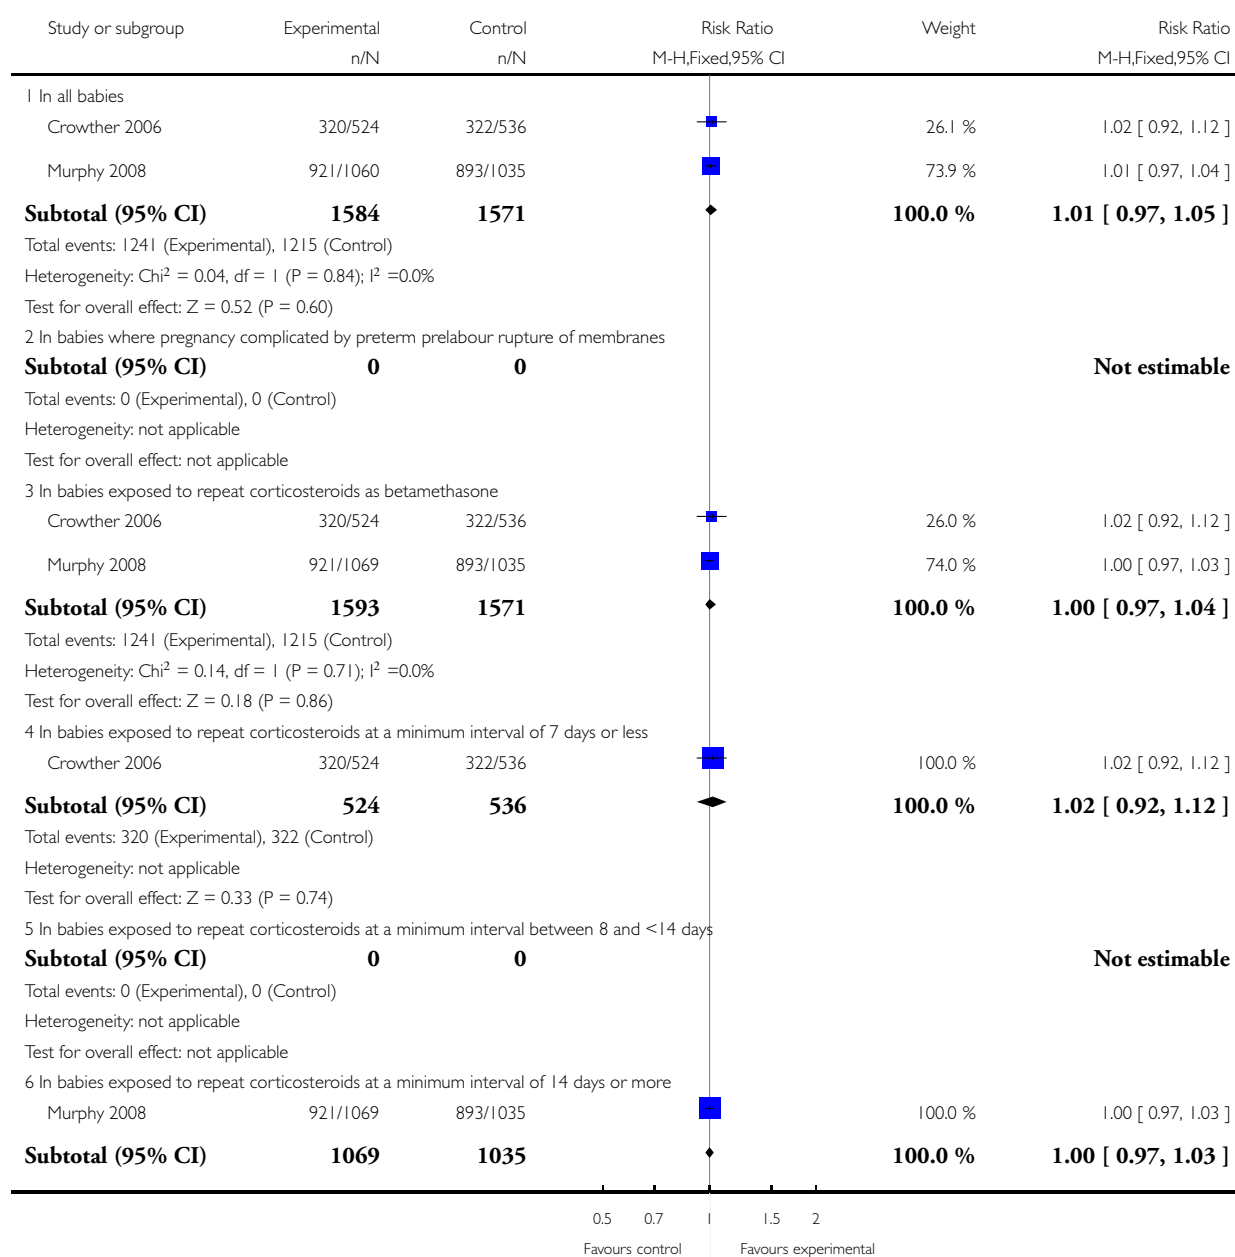 Study or subgroup Experimental Control Risk Ratio Weight Risk Ratio
n/N n/N M-H,Fixed,95% CI M-H,Fixed,95% CI
1 In all babies
Crowther 2006 320/524 322/536 26.1 % 1.02 [ 0.92, 1.12 ]
Murphy 2008 921/1060 893/1035 73.9 % 1.01 [ 0.97, 1.04 ]
Subtotal (95% CI) 1584 1571 100.0 % 1.01 [ 0.97, 1.05 ]
Total events: 1241 (Experimental), 1215 (Control)
Heterogeneity: Chi² = 0.04, df = 1 (P = 0.84); I² =0.0%
Test for overall effect: Z = 0.52 (P = 0.60)
2 In babies where pregnancy complicated by preterm prelabour rupture of membranes
Subtotal (95% CI) 0 0 Not estimable
Total events: 0 (Experimental), 0 (Control)
Heterogeneity: not applicable
Test for overall effect: not applicable
3 In babies exposed to repeat corticosteroids as betamethasone
Crowther 2006 320/524 322/536 26.0 % 1.02 [ 0.92, 1.12 ]
Murphy 2008 921/1069 893/1035 74.0 % 1.00 [ 0.97, 1.03 ]
Subtotal (95% CI) 1593 1571 100.0 % 1.00 [ 0.97, 1.04 ]
Total events: 1241 (Experimental), 1215 (Control)
Heterogeneity: Chi² = 0.14, df = 1 (P = 0.71); I² =0.0%
Test for overall effect: Z = 0.18 (P = 0.86)
4 In babies exposed to repeat corticosteroids at a minimum interval of 7 days or less
Crowther 2006 320/524 322/536 100.0 % 1.02 [ 0.92, 1.12 ]
Subtotal (95% CI) 524 536 100.0 % 1.02 [ 0.92, 1.12 ]
Total events: 320 (Experimental), 322 (Control)
Heterogeneity: not applicable
Test for overall effect: Z = 0.33 (P = 0.74)
5 In babies exposed to repeat corticosteroids at a minimum interval between 8 and <14 days
Subtotal (95% CI) 0 0 Not estimable
Total events: 0 (Experimental), 0 (Control)
Heterogeneity: not applicable
Test for overall effect: not applicable
6 In babies exposed to repeat corticosteroids at a minimum interval of 14 days or more
Murphy 2008 921/1069 893/1035 100.0 % 1.00 [ 0.97, 1.03 ]
Subtotal (95% CI) 1069 1035 100.0 % 1.00 [ 0.97, 1.03 ]
0.5 0.7 1 1.5 2
Favours control Favours experimental